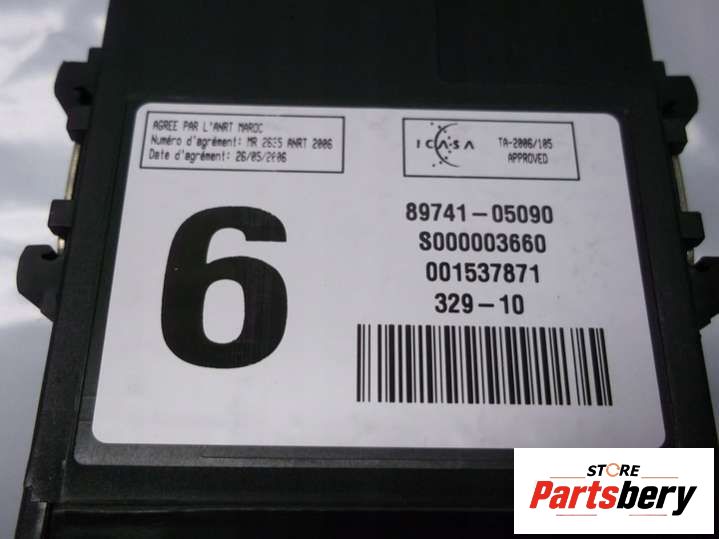 AGREE PAR L'ANRT MAROC
Numéro d'agrément: MR 2635 ANRT 2006
Date d'agrément: 26/05/2006
ICASA
TA-2006/105
APPROVED
6
89741-05090
S000003660
001537871
329-10
STORE
Partsbery